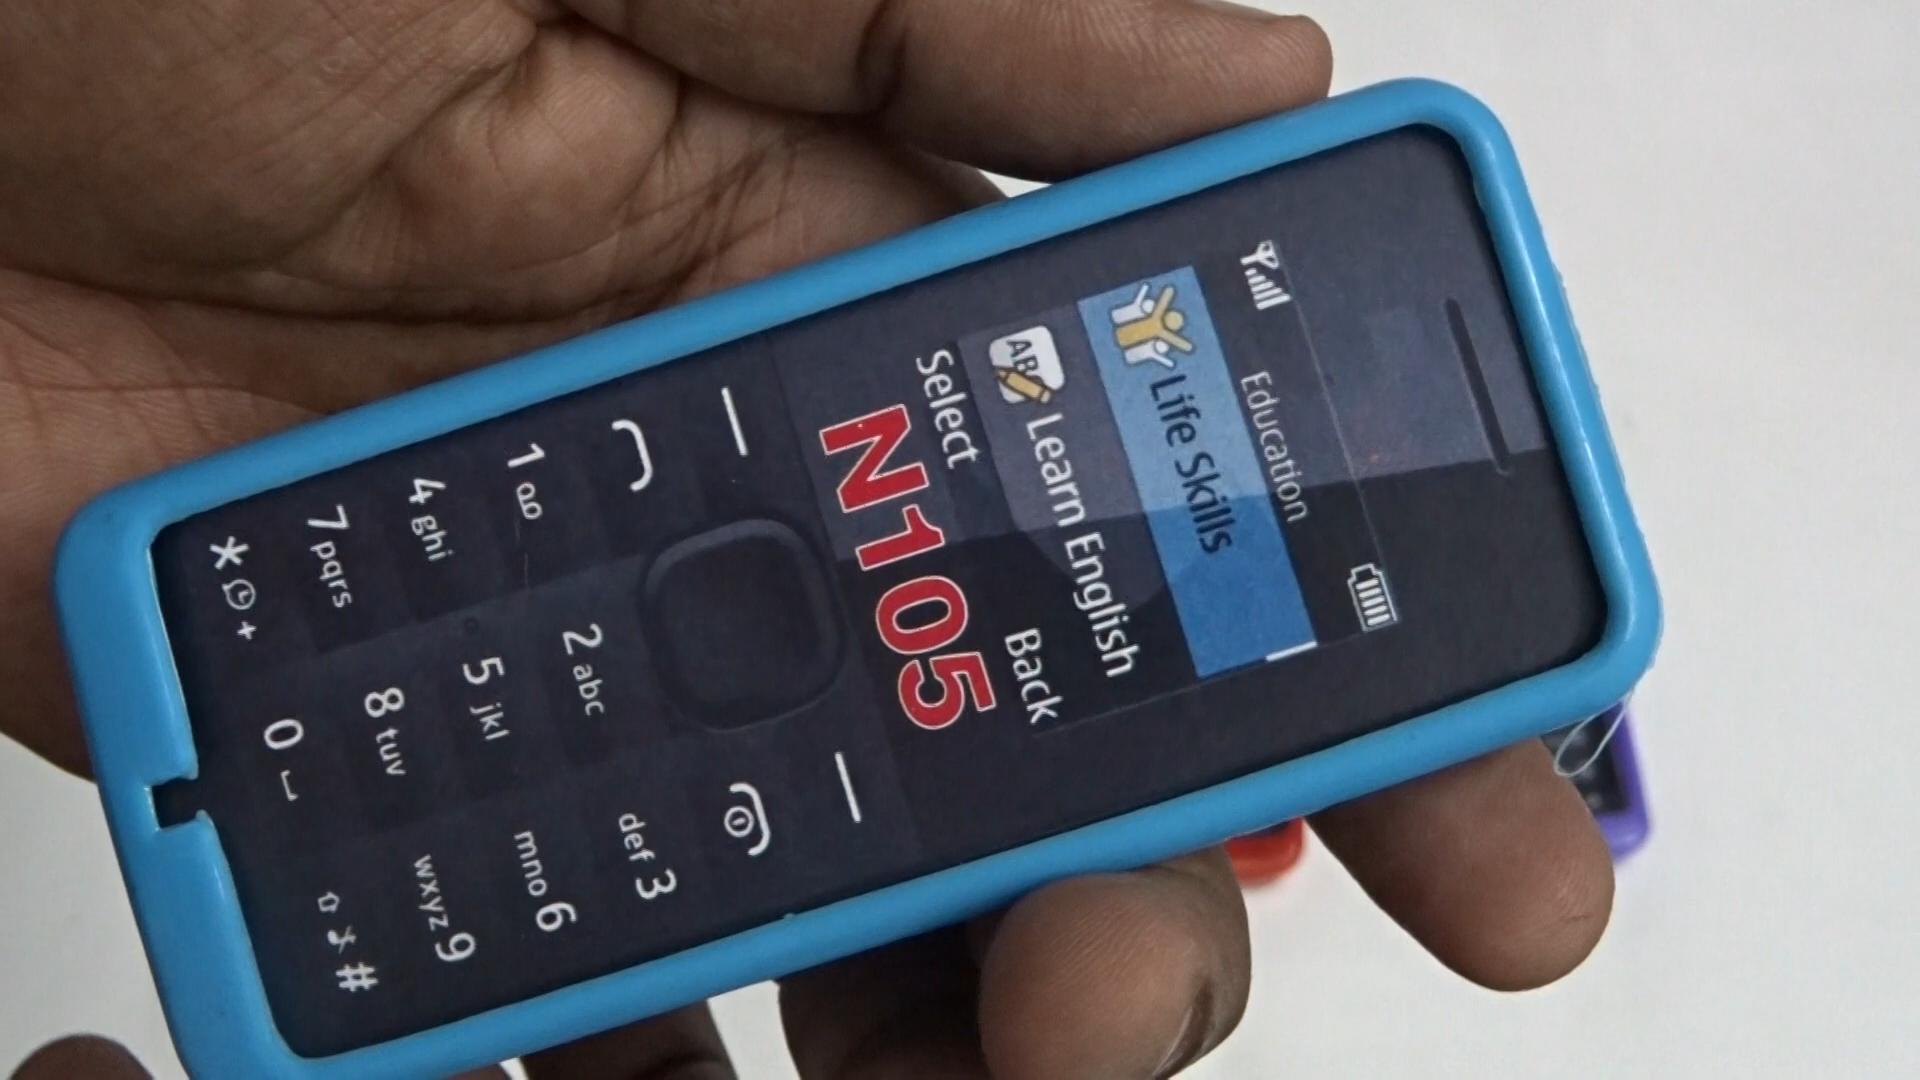 Education
Life Skills
AB
Learn English
Select Back
N105
1
2 abc
def 3
4 ghi
5 jkl
mno 6
7 pqrs
8 tuv
wxyz 9
* +
0
#